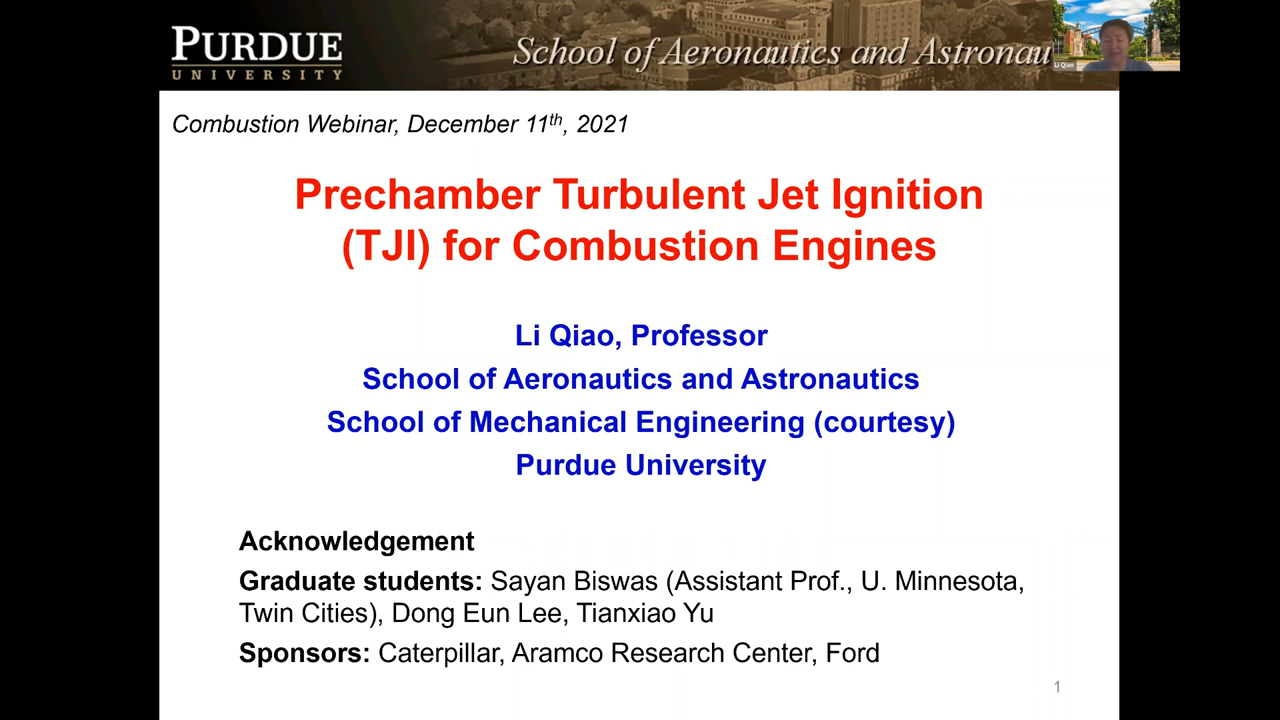 PURDUE
UNIVERSITY
School of Aeronautics and Astronau
Li Qiao
Combustion Webinar, December 11th, 2021
Prechamber Turbulent Jet Ignition
(TJI) for Combustion Engines
Li Qiao, Professor
School of Aeronautics and Astronautics
School of Mechanical Engineering (courtesy)
Purdue University
Acknowledgement
Graduate students: Sayan Biswas (Assistant Prof., U. Minnesota,
Twin Cities), Dong Eun Lee, Tianxiao Yu
Sponsors: Caterpillar, Aramco Research Center, Ford
1